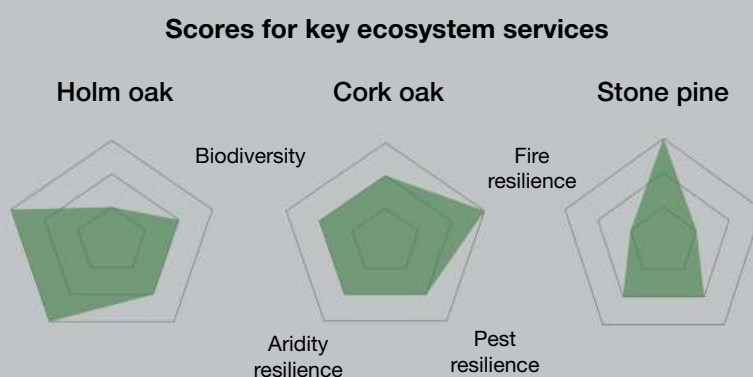 Scores for key ecosystem services
Holm oak
Cork oak
Stone pine
Biodiversity
Fire
resilience
Aridity
resilience
Pest
resilience